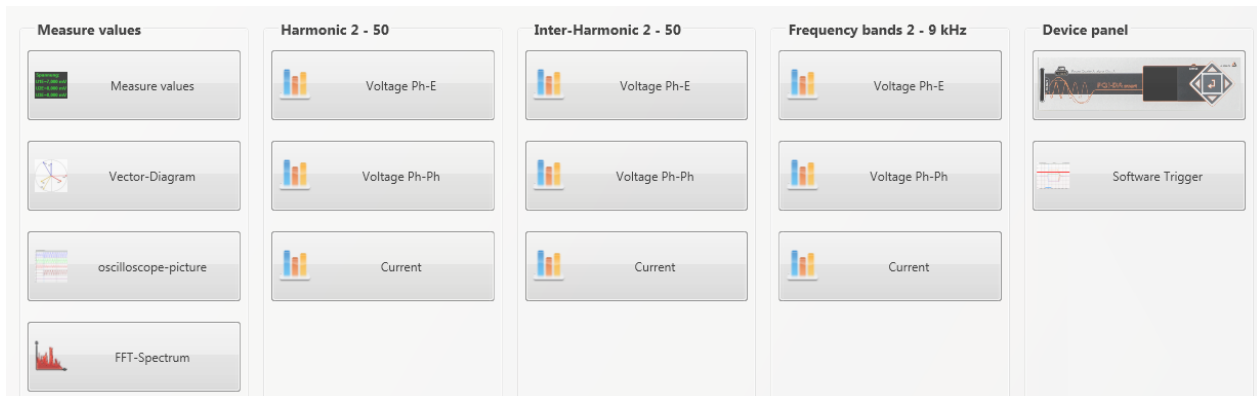 Measure values
Measure values
Vector-Diagram
oscilloscope-picture
FFT-Spectrum
Harmonic 2 - 50
Voltage Ph-E
Voltage Ph-Ph
Current
Inter-Harmonic 2 - 50
Voltage Ph-E
Voltage Ph-Ph
Current
Frequency bands 2 - 9 kHz
Voltage Ph-E
Voltage Ph-Ph
Current
Device panel
Software Trigger